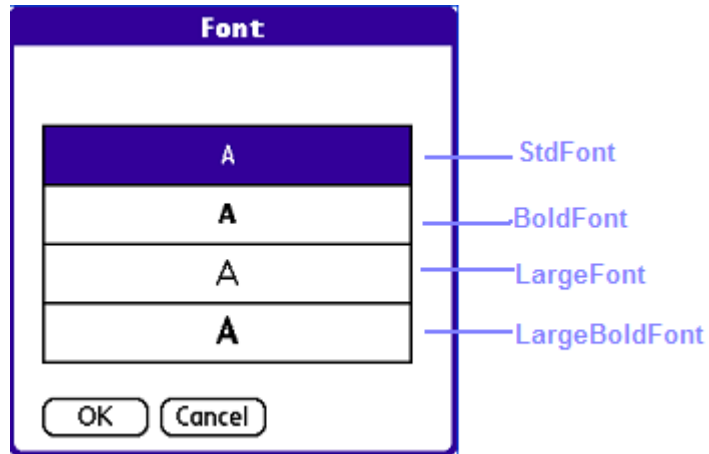 Font
A
StdFont
A
BoldFont
A
LargeFont
A
LargeBoldFont
OK
Cancel